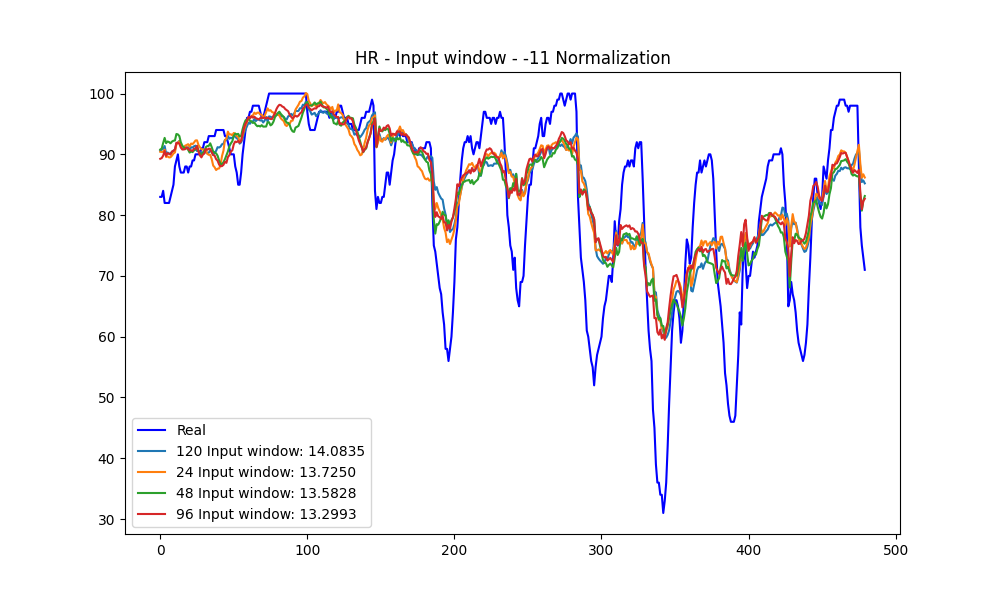 HR - Input window - -11 Normalization
100
90
80
70
60
50
40
30
Real
120 Input window: 14.0835
24 Input window: 13.7250
48 Input window: 13.5828
96 Input window: 13.2993
0 100 200 300 400 500